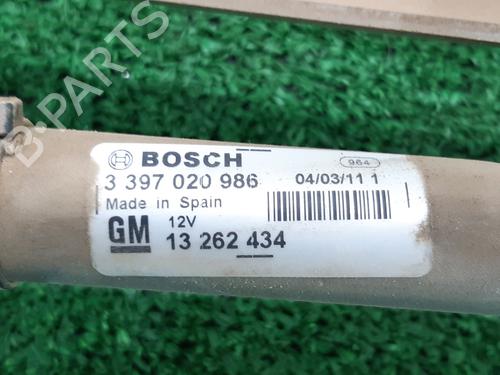 BOSCH
964
3 397 020 986
04/03/11 1
Made in Spain
GM
12V
13 262 434
B-PARTS